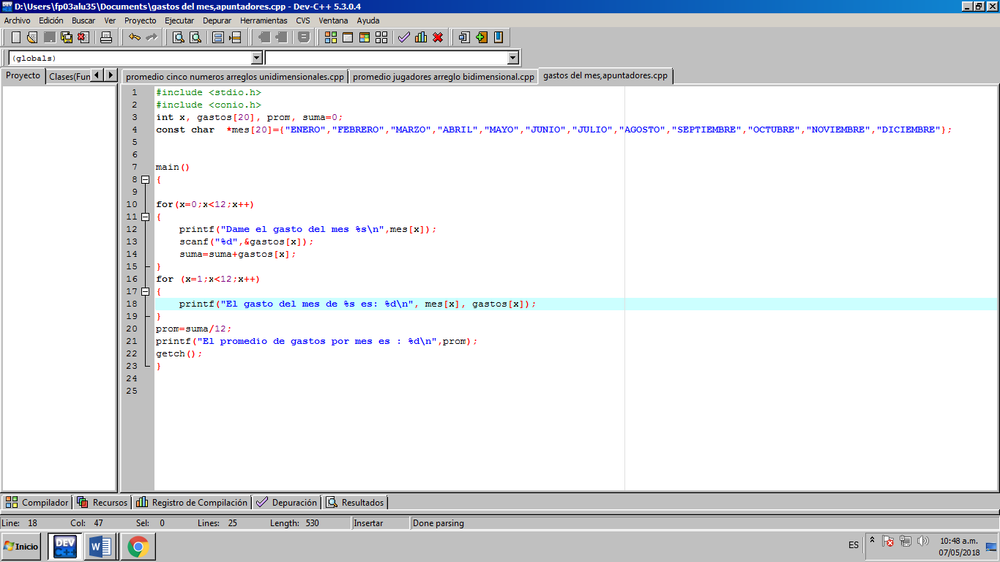 D:\Users\fp03alu35\Documents\gastos del mes,apuntadores.cpp - Dev-C++ 5.3.0.4
Archivo Edición Buscar Ver Proyecto Ejecutar Depurar Herramientas CVS Ventana Ayuda
(globals)
Proyecto Clases(Fun promedio cinco numeros arreglos unidimensionales.cpp promedio jugadores arreglo bidimensional.cpp gastos del mes,apuntadores.cpp
1 #include <stdio.h>
2 #include <conio.h>
3 int x, gastos[20], prom, suma=0;
4 const char  *mes[20]={"ENERO","FEBRERO","MARZO","ABRIL","MAYO","JUNIO","JULIO","AGOSTO","SEPTIEMBRE","OCTUBRE","NOVIEMBRE","DICIEMBRE"};
5
6
7 main()
8 {
9
10 for(x=0;x<12;x++)
11 {
12     printf("Dame el gasto del mes %s\n",mes[x]);
13     scanf("%d",&gastos[x]);
14     suma=suma+gastos[x];
15 }
16 for (x=1;x<12;x++)
17 {
18     printf("El gasto del mes de %s es: %d\n", mes[x], gastos[x]);
19 }
20 prom=suma/12;
21 printf("El promedio de gastos por mes es : %d\n",prom);
22 getch();
23 }
24
25
Compilador Recursos Registro de Compilación Depuración Resultados
Line: 18 Col: 47 Sel: 0 Lines: 25 Length: 530 Insertar Done parsing
Inicio DEV C++ W ES 10:48 a.m.
07/05/2018